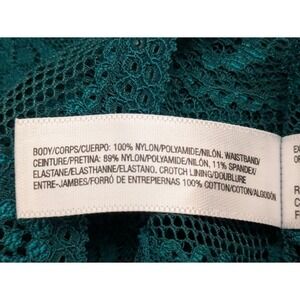 BODY/CORPS/CUERPO: 100% NYLON/POLYAMIDE/NILÓN. WAISTBAND/
CEINTURE/PRETINA: 89% NYLON/POLYAMIDE/NILÓN, 11% SPANDEX/
ELASTANE/ELASTHANNE/ELASTANO. CROTCH LINING/DOUBLURE
ENTRE-JAMBES/FORRO DE ENTREPIERNAS 100% COTTON/COTON/ALGODÓN